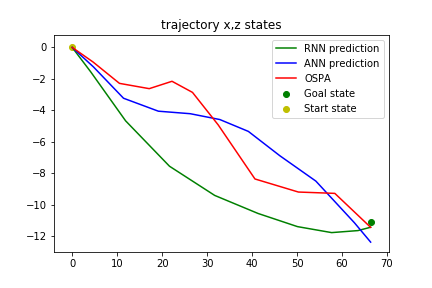 trajectory x,z states
RNN prediction
ANN prediction
OSPA
Goal state
Start state
0
−2
−4
−6
−8
−10
−12
0 10 20 30 40 50 60 70